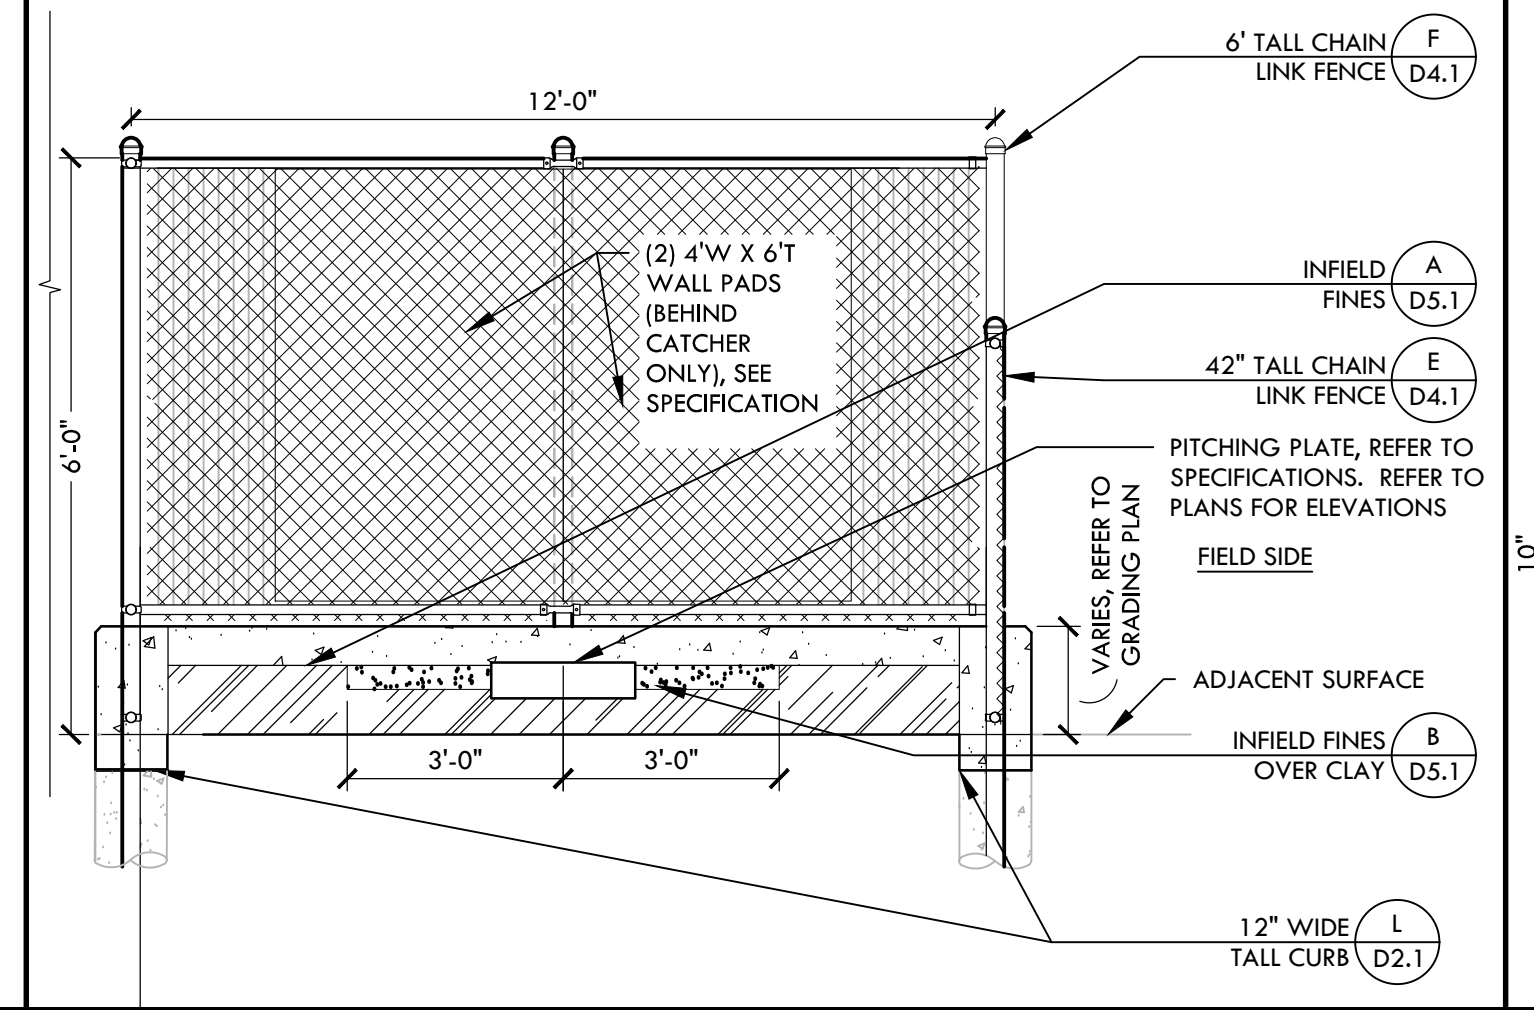 6' TALL CHAIN
LINK FENCE
F
D4.1
12'-0"
(2) 4'W X 6'T
WALL PADS
(BEHIND
CATCHER
ONLY), SEE
SPECIFICATION
INFIELD
FINES
A
D5.1
42" TALL CHAIN
LINK FENCE
E
D4.1
6'-0"
PITCHING PLATE, REFER TO
SPECIFICATIONS. REFER TO
PLANS FOR ELEVATIONS
FIELD SIDE
VARIES, REFER TO
GRADING PLAN
10"
ADJACENT SURFACE
3'-0"
3'-0"
INFIELD FINES
OVER CLAY
B
D5.1
12" WIDE
TALL CURB
L
D2.1